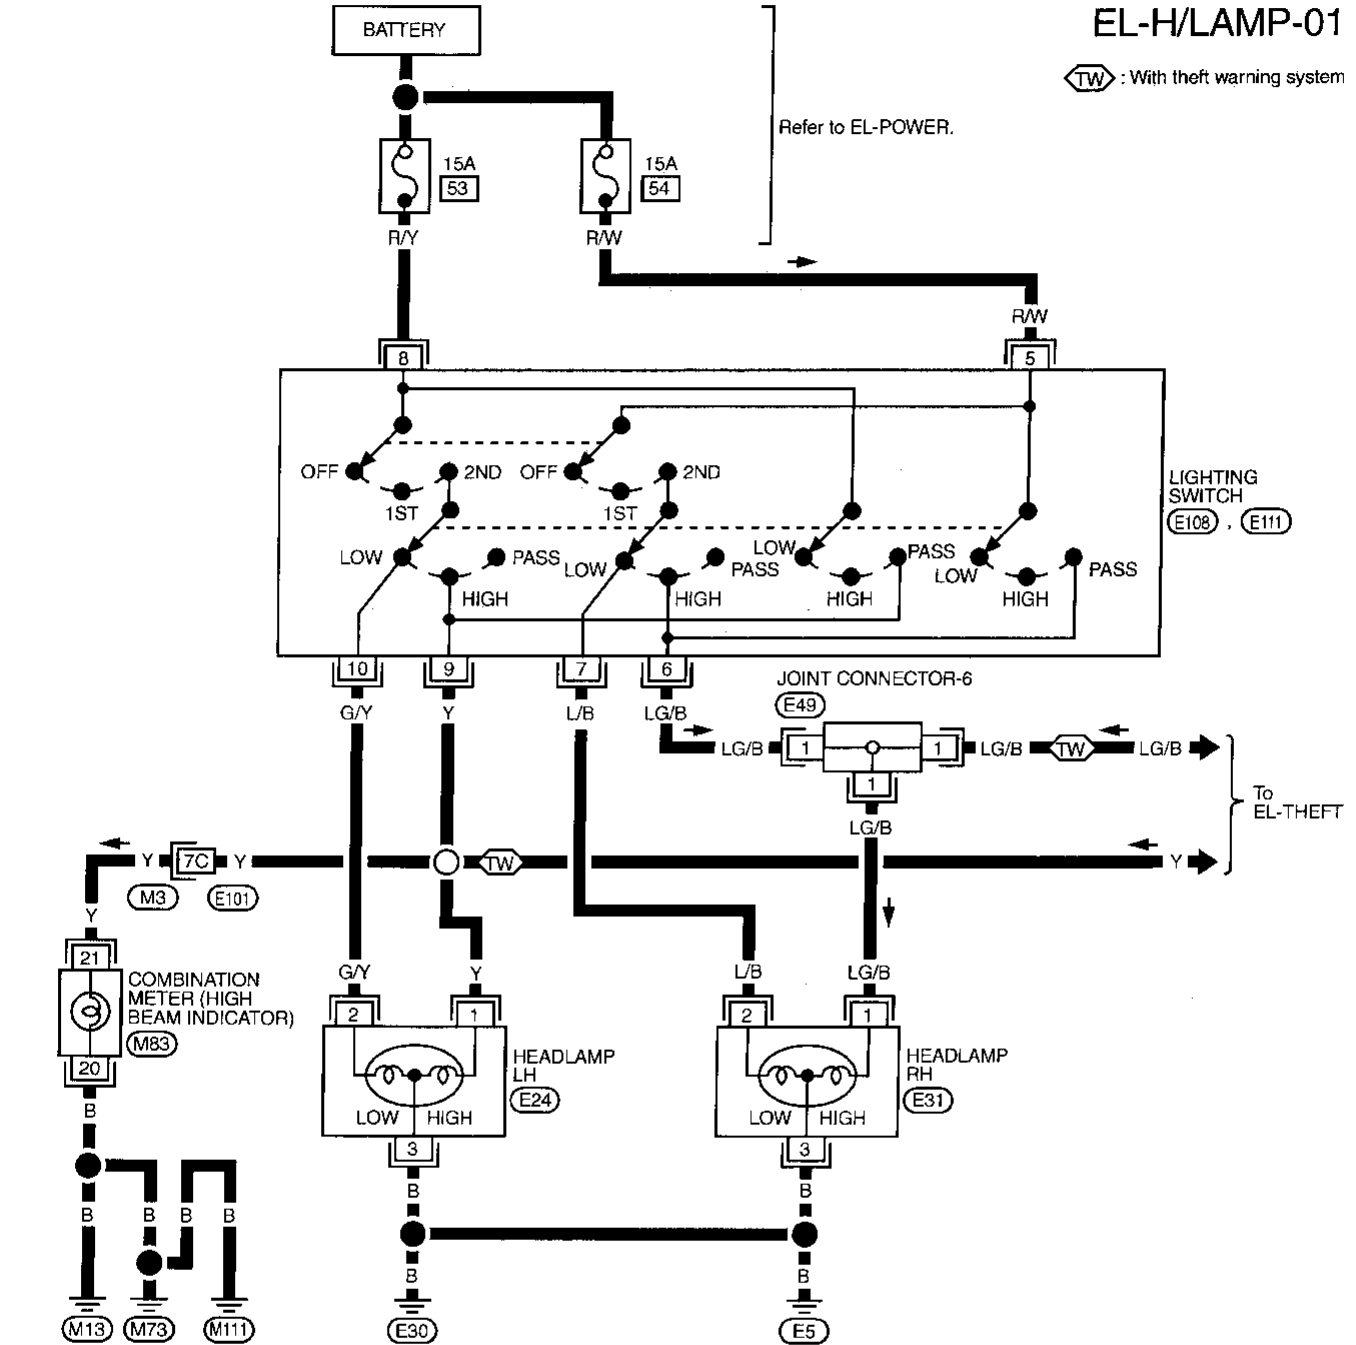 EL-H/LAMP-01
BATTERY
TW : With theft warning system
Refer to EL-POWER.
15A
53
15A
54
R/Y
R/W
R/W
8
5
OFF
2ND
OFF
2ND
1ST
1ST
LIGHTING
SWITCH
E108 , E111
LOW
PASS
LOW
PASS
LOW
PASS
LOW
PASS
HIGH
HIGH
HIGH
HIGH
10
9
7
6
JOINT CONNECTOR-6
E49
G/Y
Y
L/B
LG/B
LG/B
1
1
LG/B
TW
LG/B
1
To
EL-THEFT
LG/B
Y
7C
Y
TW
Y
M3
E101
Y
21
COMBINATION
METER (HIGH
BEAM INDICATOR)
M83
20
G/Y
Y
L/B
LG/B
2
1
2
1
HEADLAMP
LH
E24
HEADLAMP
RH
E31
LOW
HIGH
LOW
HIGH
3
3
B
B
B
B
B
B
B
B
B
M13
M73
M111
E30
E5